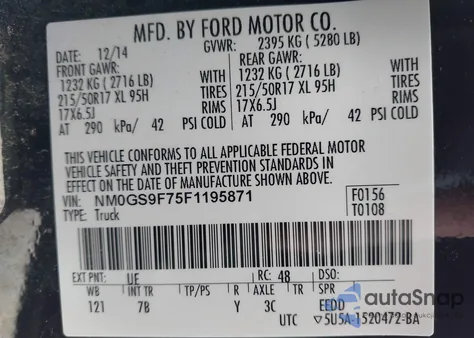 MFD. BY FORD MOTOR CO.
DATE: 12/14 GVWR: 2395 KG ( 5280 LB)
FRONT GAWR: REAR GAWR:
1232 KG ( 2716 LB) WITH 1232 KG ( 2716 LB) WITH
215/50R17 XL 95H TIRES 215/50R17 XL 95H TIRES
17X6.5J RIMS 17X6.5J RIMS
AT 290 kPa/ 42 PSI COLD AT 290 kPa/ 42 PSI COLD
THIS VEHICLE CONFORMS TO ALL APPLICABLE FEDERAL MOTOR
VEHICLE SAFETY AND THEFT PREVENTION STANDARDS IN
EFFECT ON THE DATE OF MANUFACTURE SHOWN ABOVE.
VIN: NM0GS9F75F1195871 F0156
TYPE: Truck T0108
EXT PNT: UF RC: 48 DSO:
WB INT TR TP/PS R AXLE TR SPR
121 7B Y 3C EEDD
UTC 5U5A-1520472-BA
autoSnap